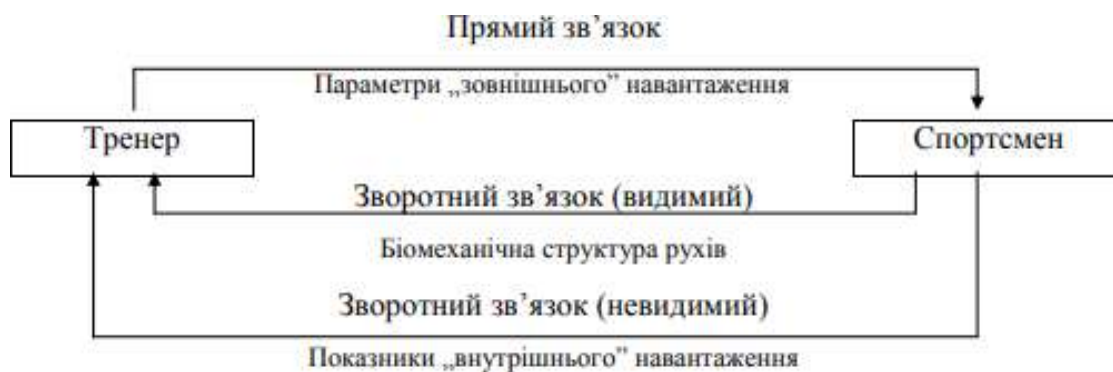 Прямий зв’язок
Параметри „зовнішнього” навантаження
Тренер
Спортсмен
Зворотний зв’язок (видимий)
Біомеханічна структура рухів
Зворотний зв’язок (невидимий)
Показники „внутрішнього” навантаження